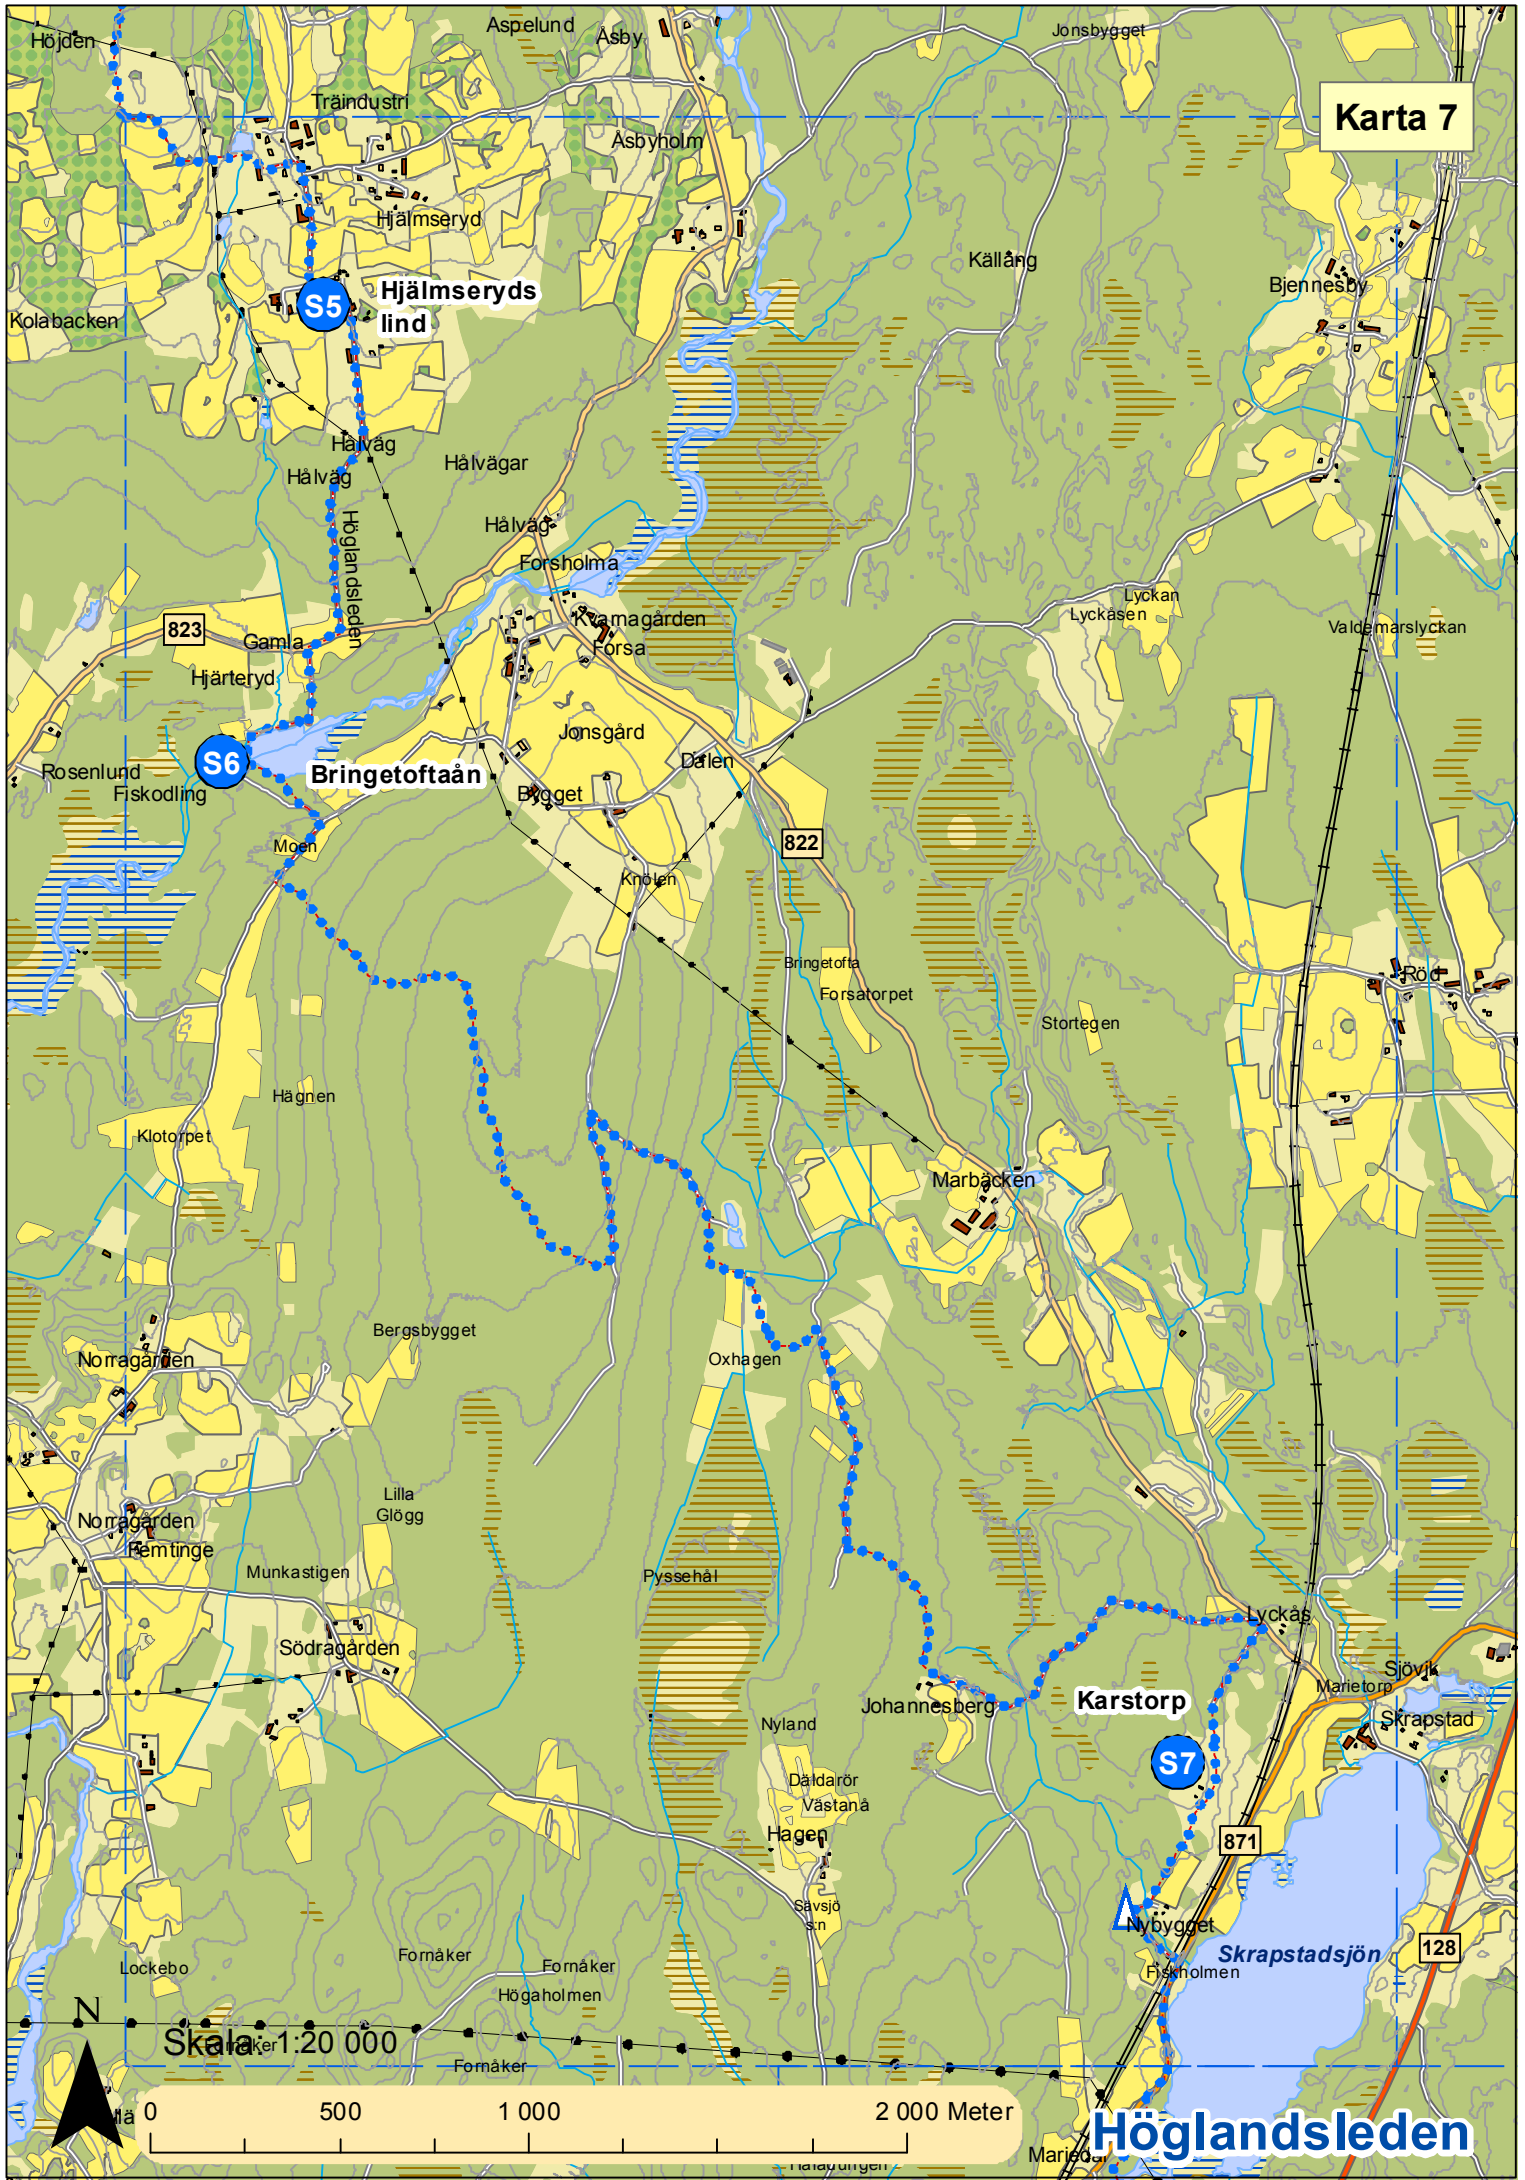 Höjden
Aspelund
Åsby
Jonsbygget
Karta 7
Träindustri
Åsbyholm
Hjälmseryd
Källång
Bjennesby
Kolabacken
S5
Hjälmseryds
lind
Hålväg
Hålväg
Hålvägar
Hålväg
Höglandsleden
Forsholma
Kvarnagården
Forsa
Lyckan
Lyckåsen
Valdemarslyckan
823
Gamla
Hjärteryd
Jonsgård
Dalen
S6
Bringetoftaån
Rosenlund
Fiskodling
Bygget
Moen
822
Knölen
Bringetofta
Forsatorpet
Röd
Stortegen
Hägnen
Klotorpet
Marbäcken
Bergsbygget
Norragården
Oxhagen
Lilla
Glögg
Norragården
Femtinge
Munkastigen
Pyssehål
Lyckås
Södragården
Sjövik
Marietorp
Johannesberg
Karstorp
Skrapstad
Nyland
S7
Däldarör
Västanå
Hagen
871
Sävsjö
s:n
Nybygget
Skrapstadsjön
128
Fiskholmen
Lockebo
Fornåker
Fornåker
Högaholmen
N
Skala: 1:20 000
Fornåker
Fornåker
0 500 1 000 2 000 Meter
Höglandsleden